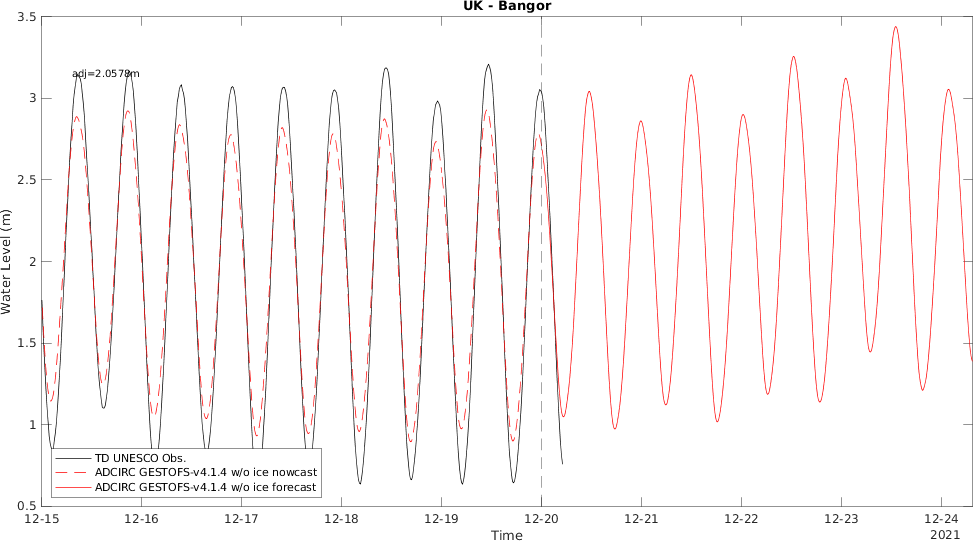 UK - Bangor
3.5
3
2.5
2
1.5
1
0.5
Water Level (m)
adj=2.0578m
TD UNESCO Obs.
ADCIRC GESTOFS-v4.1.4 w/o ice nowcast
ADCIRC GESTOFS-v4.1.4 w/o ice forecast
12-15 12-16 12-17 12-18 12-19 12-20 12-21 12-22 12-23 12-24
Time
2021